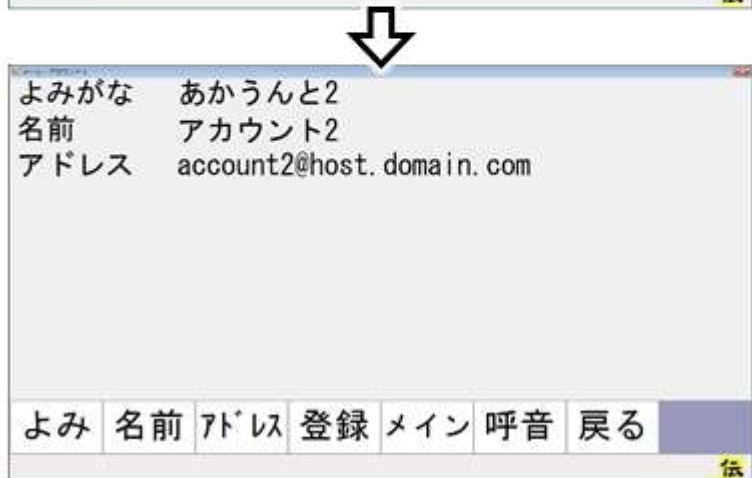 よみがな あかうんと2
名前 アカウント2
アドレス account2@host.domain.com
よみ 名前 アドレス 登録 メイン 呼音 戻る
伝